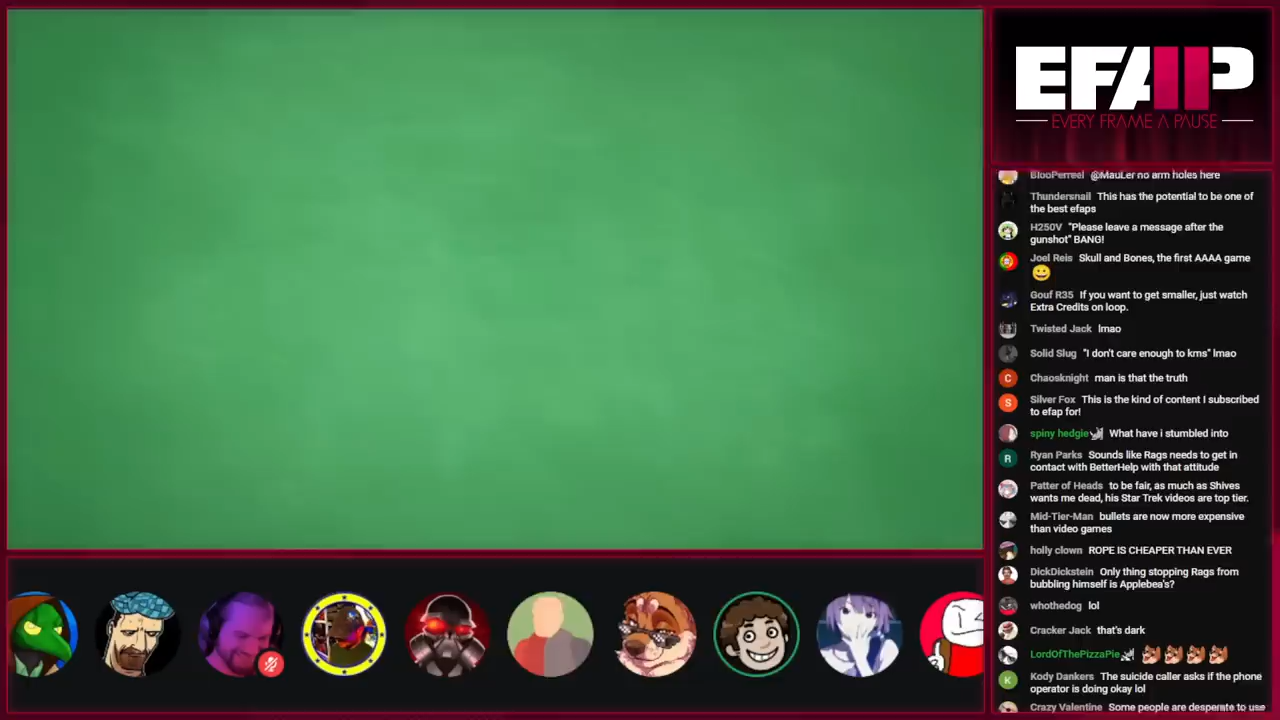 EFAP
EVERY FRAME A PAUSE
BlooPerreel @MauLer no arm holes here
Thundersnail This has the potential to be one of
the best efaps
H250V "Please leave a message after the
gunshot" BANG!
Joel Reis Skull and Bones, the first AAAA game
Gouf R35 If you want to get smaller, just watch
Extra Credits on loop.
Twisted Jack lmao
Solid Slug "I don't care enough to kms" lmao
C
Chaosknight man is that the truth
S
Silver Fox This is the kind of content I subscribed
to efap for!
spiny hedgie What have i stumbled into
R
Ryan Parks Sounds like Rags needs to get in
contact with BetterHelp with that attitude
Patter of Heads to be fair, as much as Shives
wants me dead, his Star Trek videos are top tier.
Mid-Tier-Man bullets are now more expensive
than video games
holly clown ROPE IS CHEAPER THAN EVER
DickDickstein Only thing stopping Rags from
bubbling himself is Applebea's?
whothedog lol
Cracker Jack that's dark
LordOfThePizzaPie
K
Kody Dankers The suicide caller asks if the phone
operator is doing okay lol
Crazy Valentine Some people are desperate to use